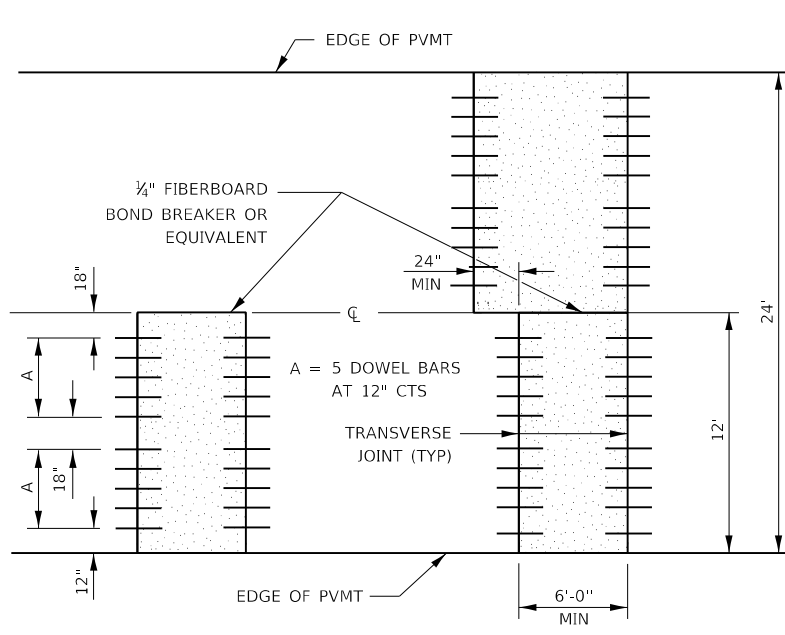 EDGE OF PVMT
¼" FIBERBOARD
BOND BREAKER OR
EQUIVALENT
24"
MIN
18"
℄
24'
A = 5 DOWEL BARS
AT 12" CTS
A
12'
TRANSVERSE
JOINT (TYP)
A
18"
12"
EDGE OF PVMT
6'-0"
MIN